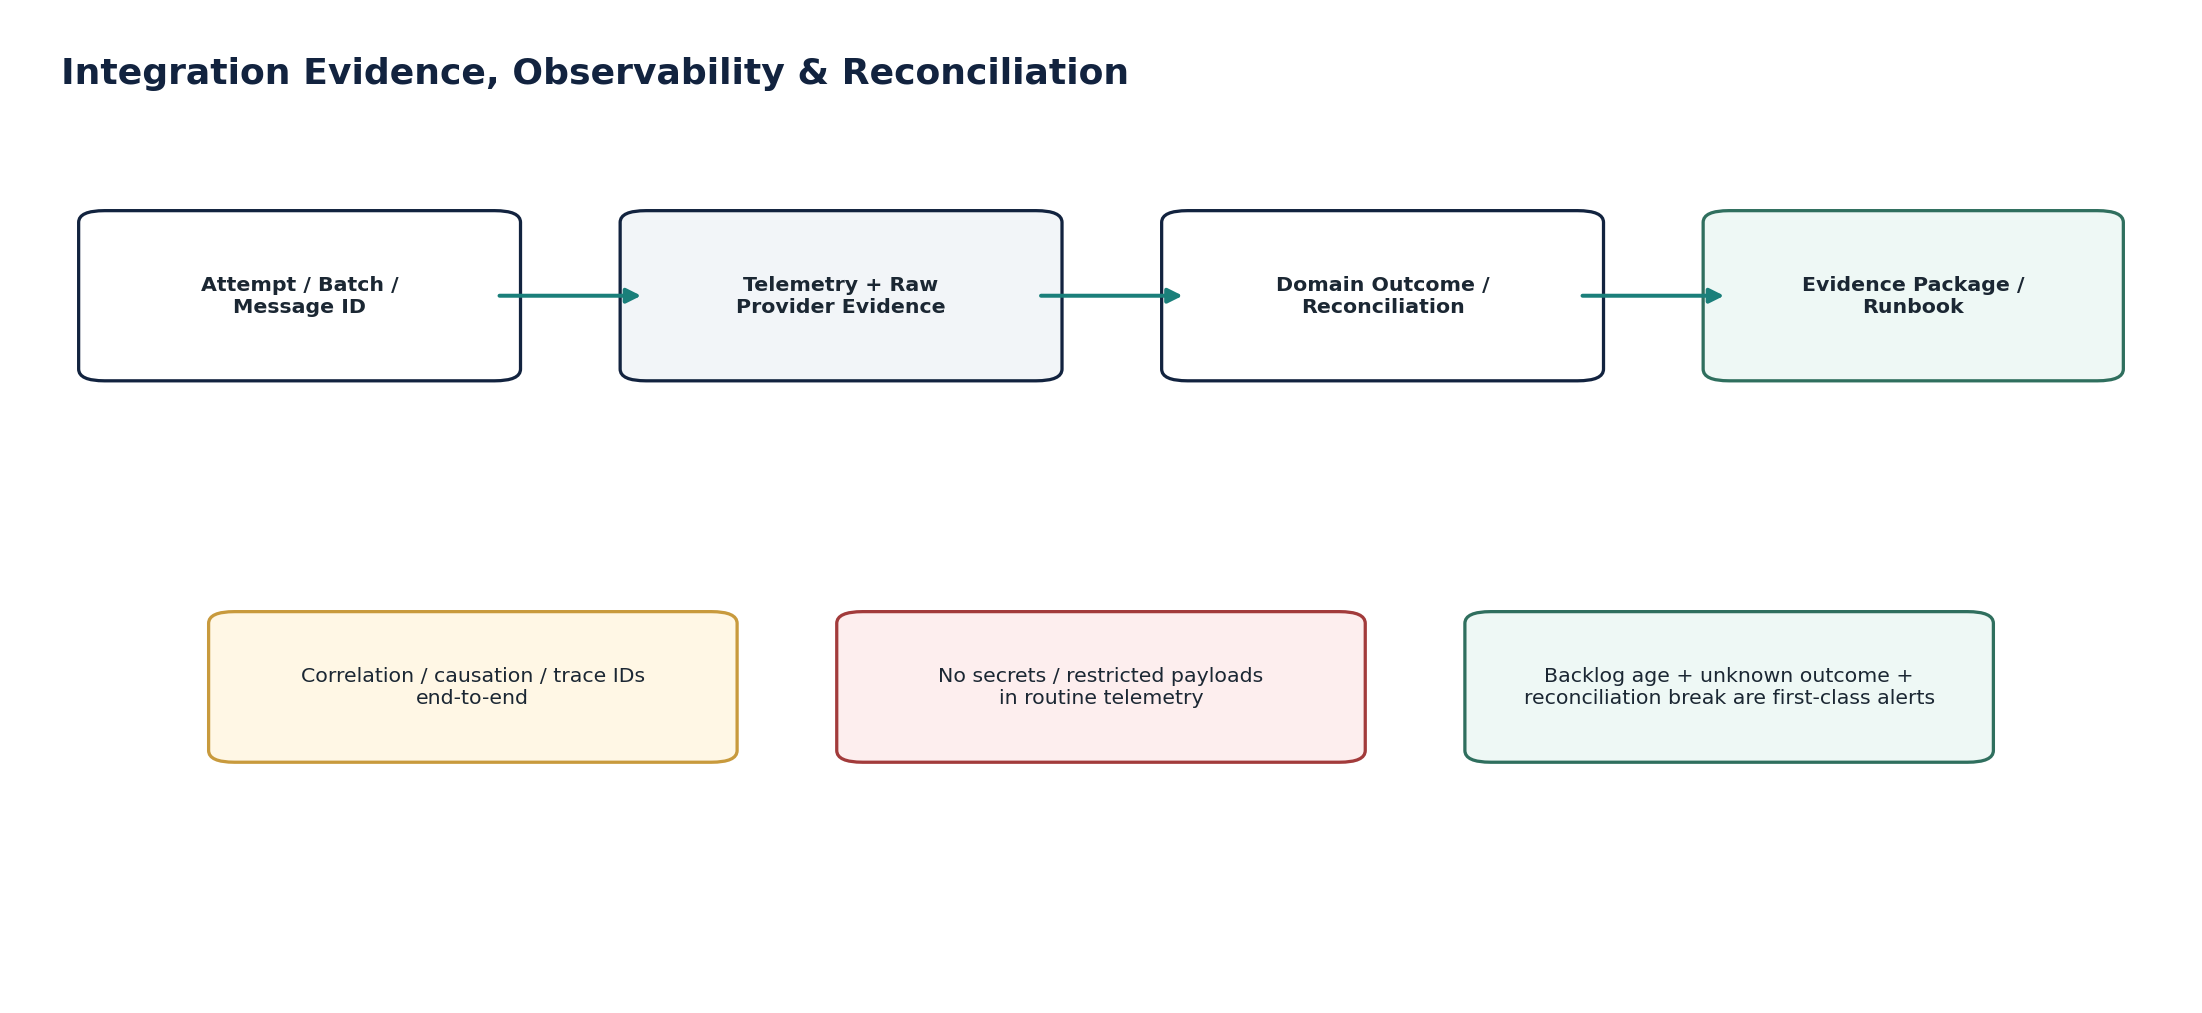 Integration Evidence, Observability & Reconciliation
Attempt / Batch /
Message ID
Telemetry + Raw
Provider Evidence
Domain Outcome /
Reconciliation
Evidence Package /
Runbook
Correlation / causation / trace IDs
end-to-end
No secrets / restricted payloads
in routine telemetry
Backlog age + unknown outcome +
reconciliation break are first-class alerts